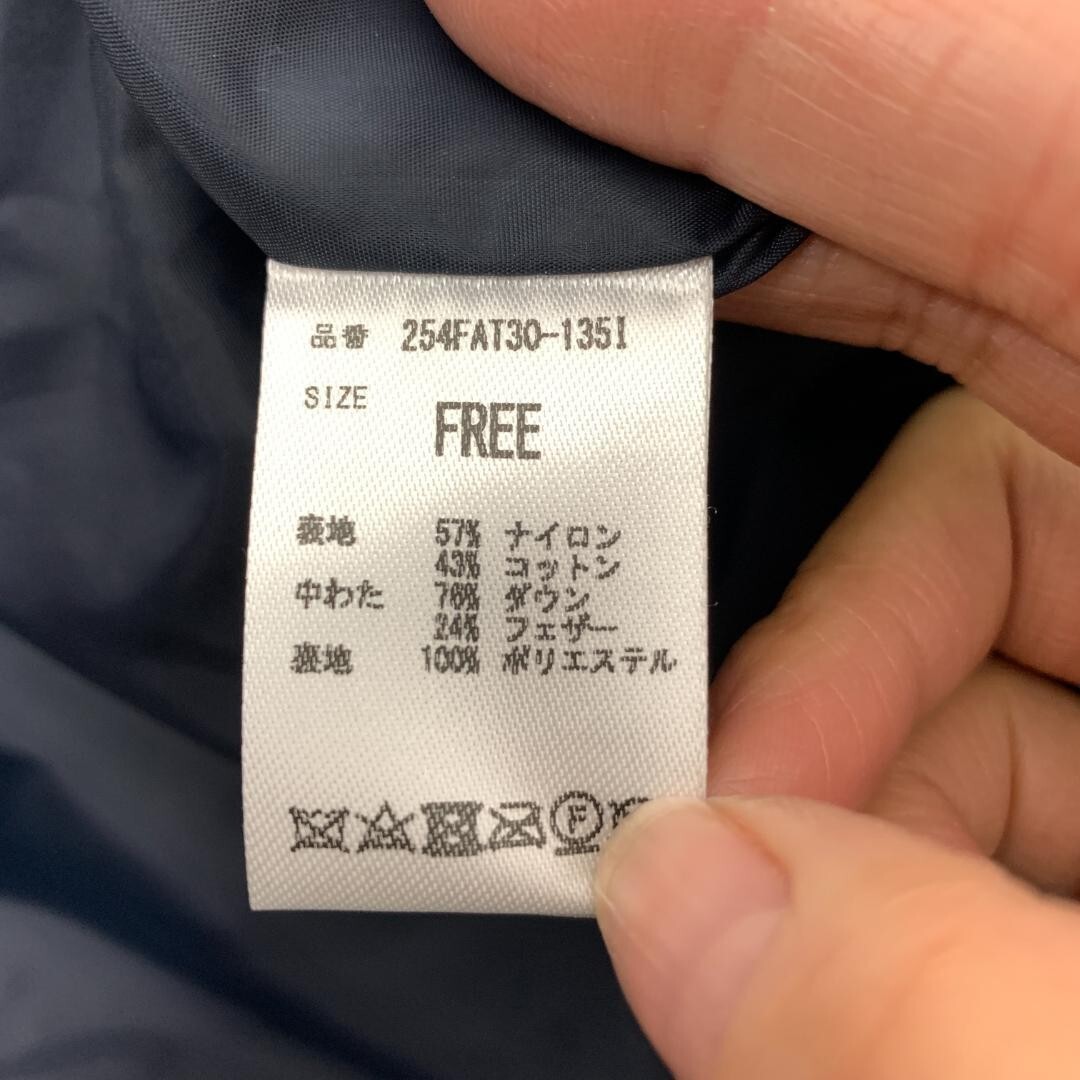 品番 254FAT30-135I
SIZE FREE
表地 57% ナイロン
43% コットン
中わた 76% ダウン
24% フェザー
裏地 100% ポリエステル
F